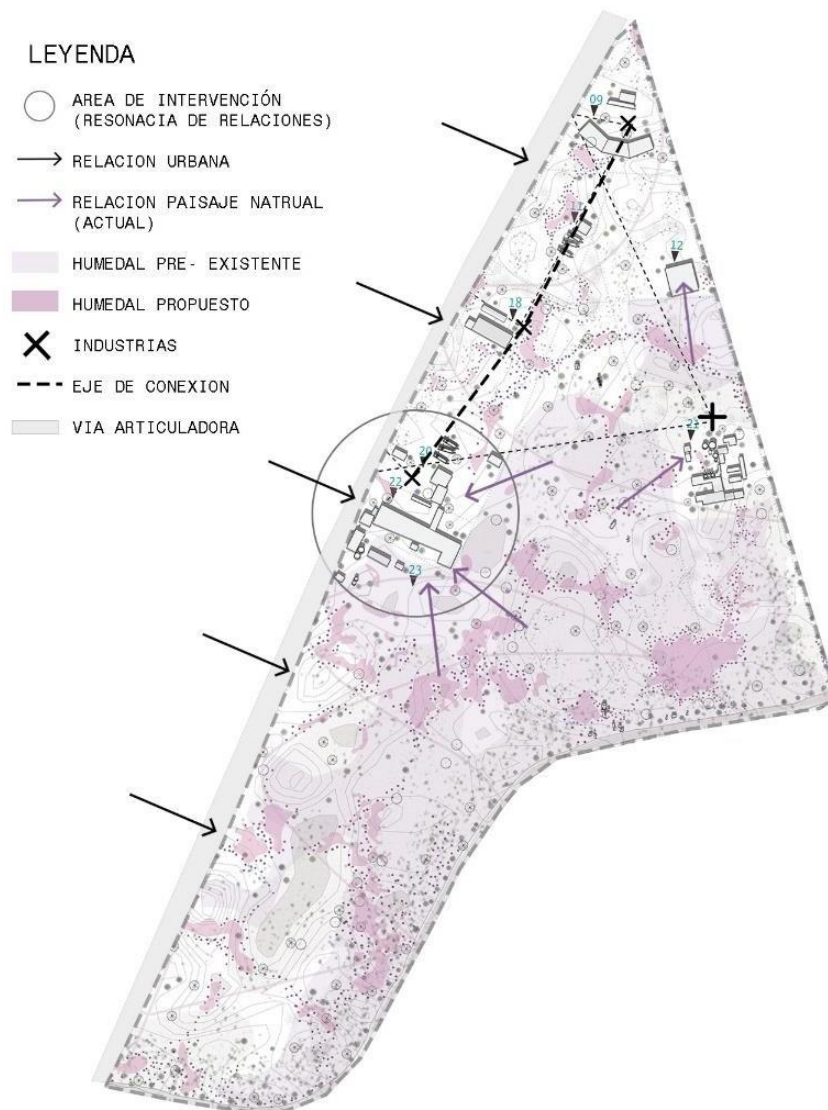 LEYENDA
AREA DE INTERVENCIÓN
(RESONACIA DE RELACIONES)
RELACION URBANA
RELACION PAISAJE NATRUAL
(ACTUAL)
HUMEDAL PRE- EXISTENTE
HUMEDAL PROPUESTO
INDUSTRIAS
EJE DE CONEXION
VIA ARTICULADORA
09
12
18
20
22
23